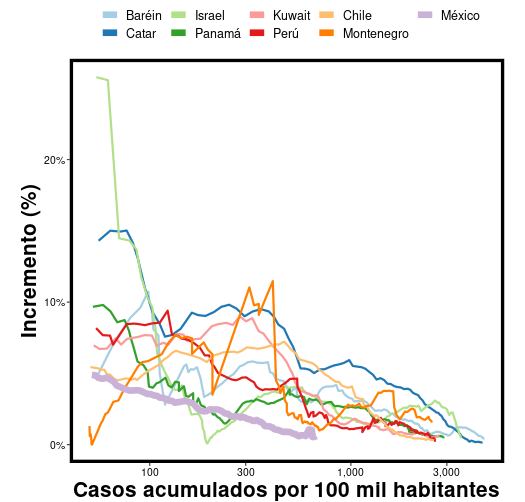 Baréin Israel Kuwait Chile México
Catar Panamá Perú Montenegro
20%
10%
0%
Incremento (%)
100 300 1,000 3,000
Casos acumulados por 100 mil habitantes